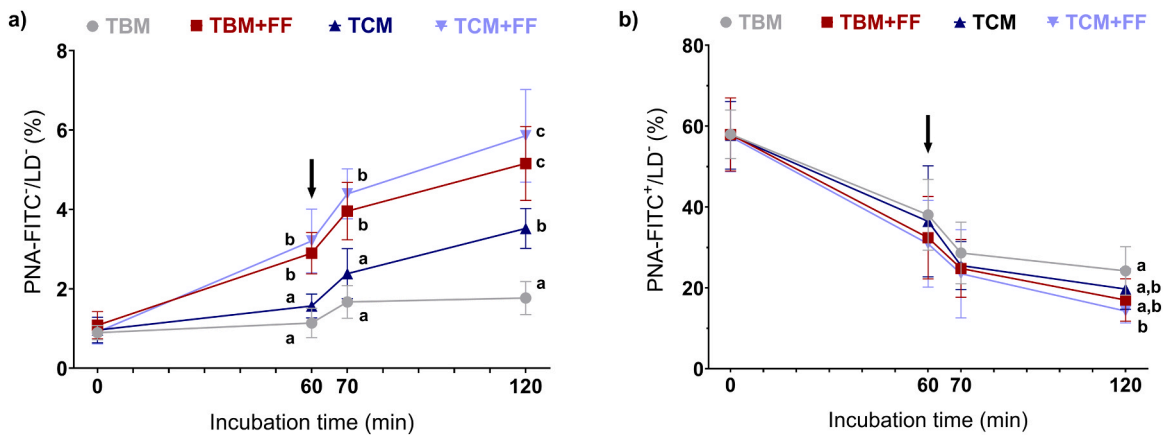 a)
TBM TBM+FF TCM TCM+FF
PNA-FITC⁻/LD⁻ (%)
8
6
4
2
0
b
b
a
a
b
b
a
a
c
c
b
a
0 60 70 120
Incubation time (min)
b)
TBM TBM+FF TCM TCM+FF
PNA-FITC⁺/LD⁻ (%)
80
60
40
20
0
a
a,b
a,b
b
0 60 70 120
Incubation time (min)